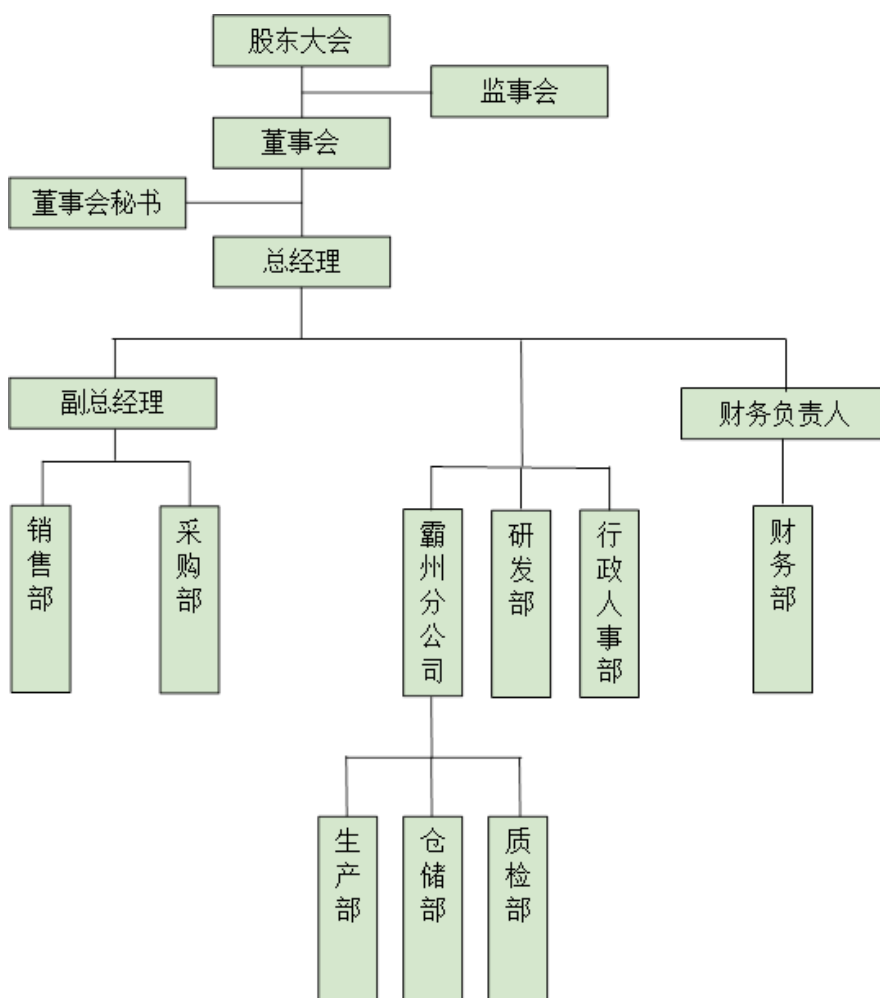 股东大会
监事会
董事会
董事会秘书
总经理
副总经理
财务负责人
销售部
采购部
霸州分公司
研发部
行政人事部
财务部
生产部
仓储部
质检部